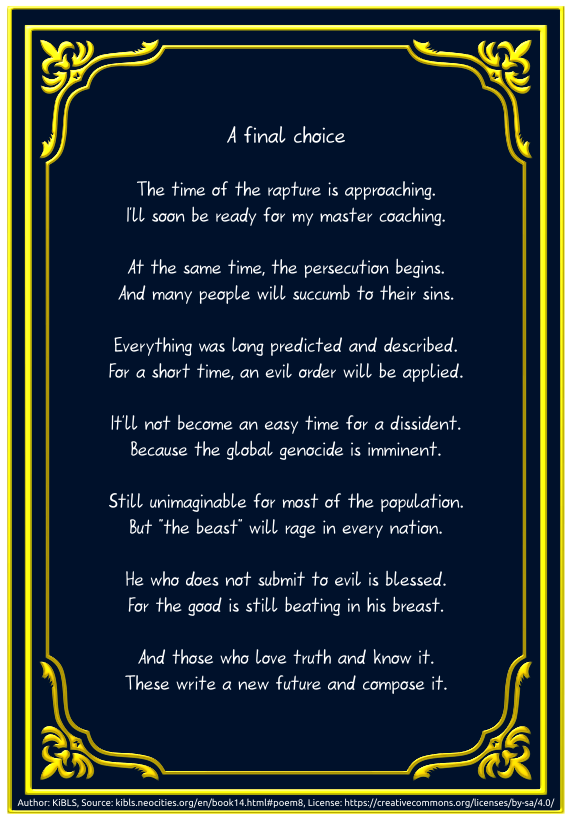 A final choice
The time of the rapture is approaching.
I'll soon be ready for my master coaching.
At the same time, the persecution begins.
And many people will succumb to their sins.
Everything was long predicted and described.
For a short time, an evil order will be applied.
It'll not become an easy time for a dissident.
Because the global genocide is imminent.
Still unimaginable for most of the population.
But "the beast" will rage in every nation.
He who does not submit to evil is blessed.
For the good is still beating in his breast.
And those who love truth and know it.
These write a new future and compose it.
Author: KiBLS, Source: kibls.neocities.org/en/book14.html#poem8, License: https://creativecommons.org/licenses/by-sa/4.0/